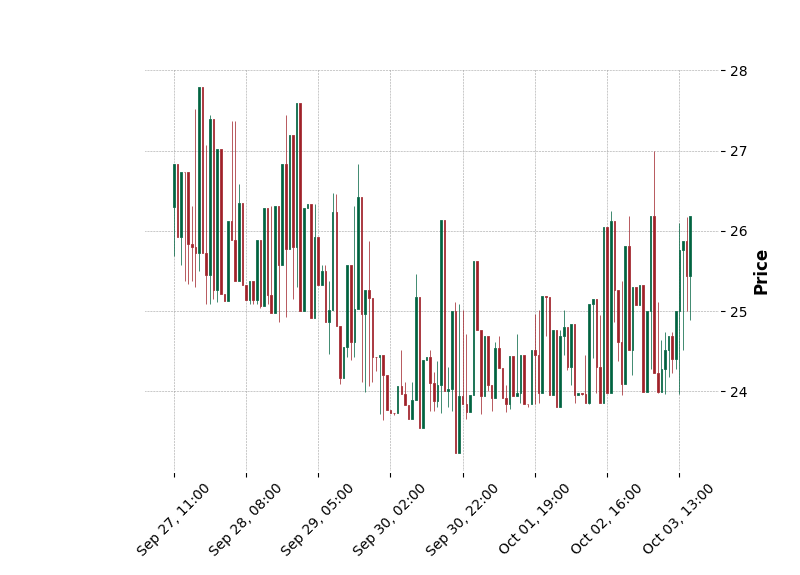 28
27
26
25
24
Price
Sep 27, 11:00
Sep 28, 08:00
Sep 29, 05:00
Sep 30, 02:00
Sep 30, 22:00
Oct 01, 19:00
Oct 02, 16:00
Oct 03, 13:00